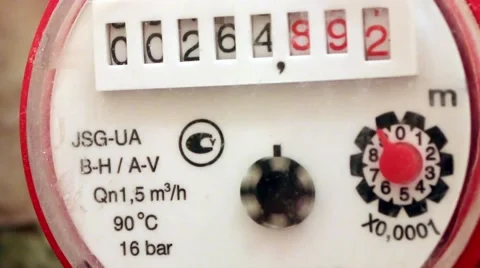 00264,892
m
JSG-UA
B-H / A-V
Qn1,5 m³/h
90 °C
16 bar
0 1 2 3 4 5 6 7 8 9
X0,0001